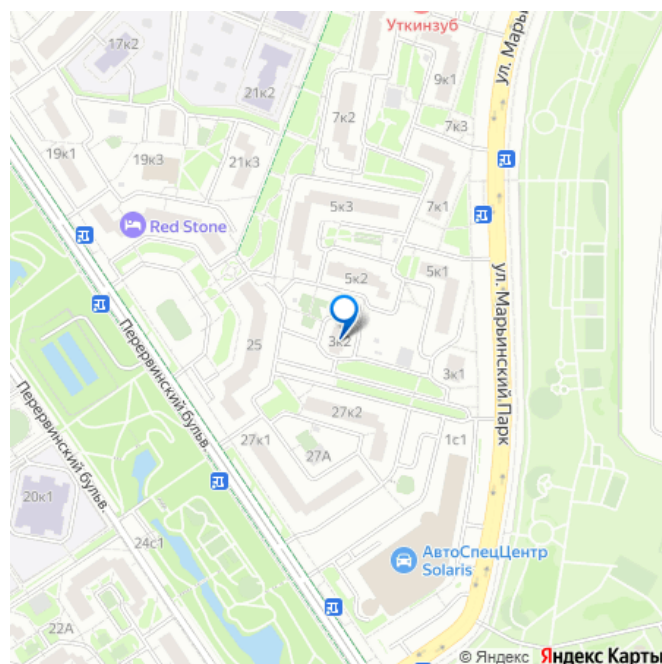 Уткинзуб
17к2
9к1
ул. Марь
21к2
7к2
7к3
19к1
19к3
21к3
5к3
7к1
Red Stone
5к1
5к2
ул. Марьинский Парк
Перервинский бульв.
25
3к2
3к1
Перервинский бульв.
27к2
27к1
1с1
27А
20к1
24с1
АвтоСпецЦентр
Solaris
22А
© Яндекс Яндекс Карты